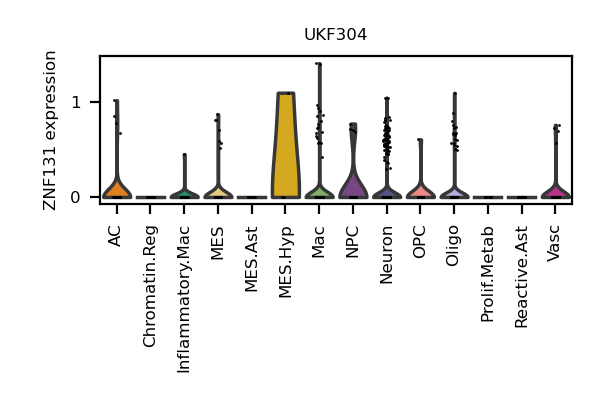 UKF304
ZNF131 expression
1
0
AC
Chromatin.Reg
Inflammatory.Mac
MES
MES.Ast
MES.Hyp
Mac
NPC
Neuron
OPC
Oligo
Prolif.Metab
Reactive.Ast
Vasc